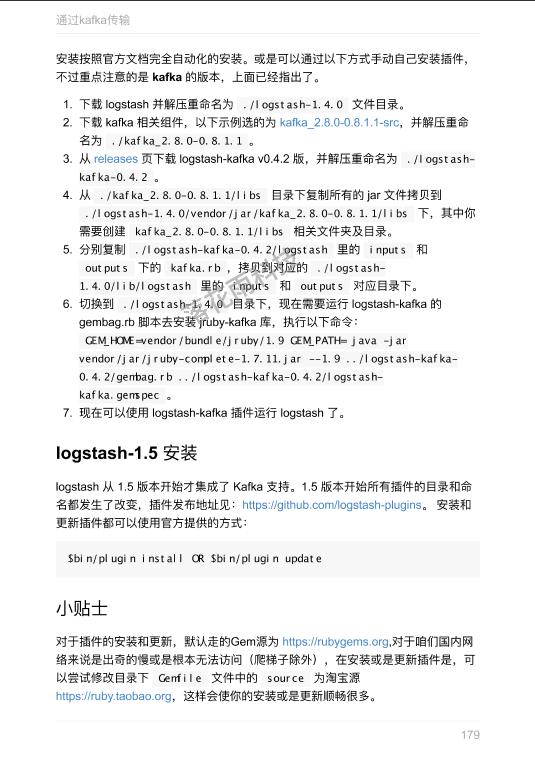 通过kafka传输
安装按照官方文档完全自动化的安装。或是可以通过以下方式手动自己安装插件，
不过重点注意的是 kafka 的版本，上面已经指出了。
1. 下载 logstash 并解压重命名为 ./logstash-1.4.0 文件目录。
2. 下载 kafka 相关组件，以下示例选的为 kafka_2.8.0-0.8.1.1-src，并解压重命
名为 ./kafka_2.8.0-0.8.1.1 。
3. 从 releases 页下载 logstash-kafka v0.4.2 版，并解压重命名为 ./logstash-
kafka-0.4.2 。
4. 从 ./kafka_2.8.0-0.8.1.1/libs 目录下复制所有的 jar 文件拷贝到
./logstash-1.4.0/vendor/jar/kafka_2.8.0-0.8.1.1/libs 下，其中你
需要创建 kafka_2.8.0-0.8.1.1/libs 相关文件夹及目录。
5. 分别复制 ./logstash-kafka-0.4.2/logstash 里的 inputs 和
outputs 下的 kafka.rb ，拷贝到对应的 ./logstash-
1.4.0/lib/logstash 里的 inputs 和 outputs 对应目录下。
6. 切换到 ./logstash-1.4.0 目录下，现在需要运行 logstash-kafka 的
gembag.rb 脚本去安装 jruby-kafka 库，执行以下命令：
GEM_HOME=vendor/bundle/jruby/1.9 GEM_PATH= java -jar
vendor/jar/jruby-complete-1.7.11.jar --1.9 ../logstash-kafka-
0.4.2/gembag.rb ../logstash-kafka-0.4.2/logstash-
kafka.gemspec 。
7. 现在可以使用 logstash-kafka 插件运行 logstash 了。
落花雨科技
logstash-1.5 安装
logstash 从 1.5 版本开始才集成了 Kafka 支持。1.5 版本开始所有插件的目录和命
名都发生了改变，插件发布地址见：https://github.com/logstash-plugins。 安装和
更新插件都可以使用官方提供的方式：
$bin/plugin install OR $bin/plugin update
小贴士
对于插件的安装和更新，默认走的Gem源为 https://rubygems.org,对于咱们国内网
络来说是出奇的慢或是根本无法访问（爬梯子除外），在安装或是更新插件是，可
以尝试修改目录下 Gemfile 文件中的 source 为淘宝源
https://ruby.taobao.org，这样会使你的安装或是更新顺畅很多。
179